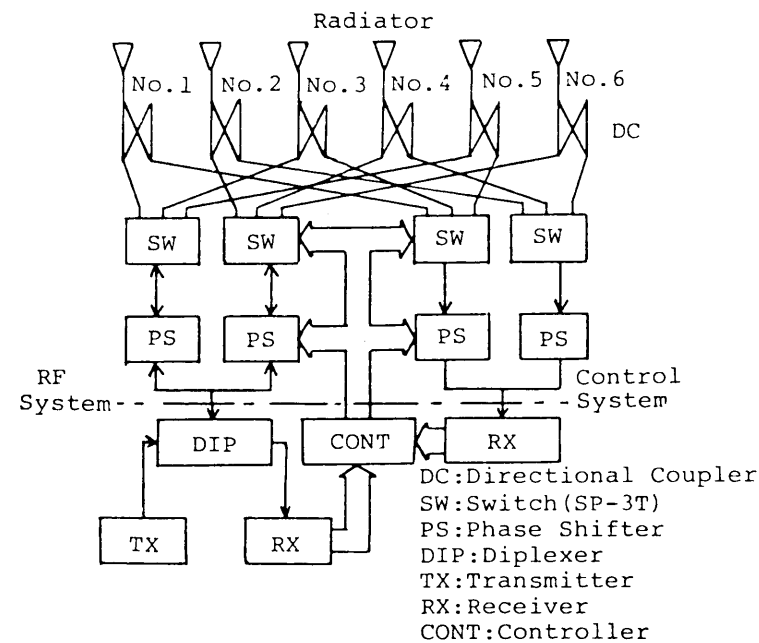 Radiator
No.1 No.2 No.3 No.4 No.5 No.6
DC
SW SW SW SW
PS PS PS PS
RF System
Control System
DIP CONT RX
TX RX
DC:Directional Coupler
SW:Switch(SP-3T)
PS:Phase Shifter
DIP:Diplexer
TX:Transmitter
RX:Receiver
CONT:Controller